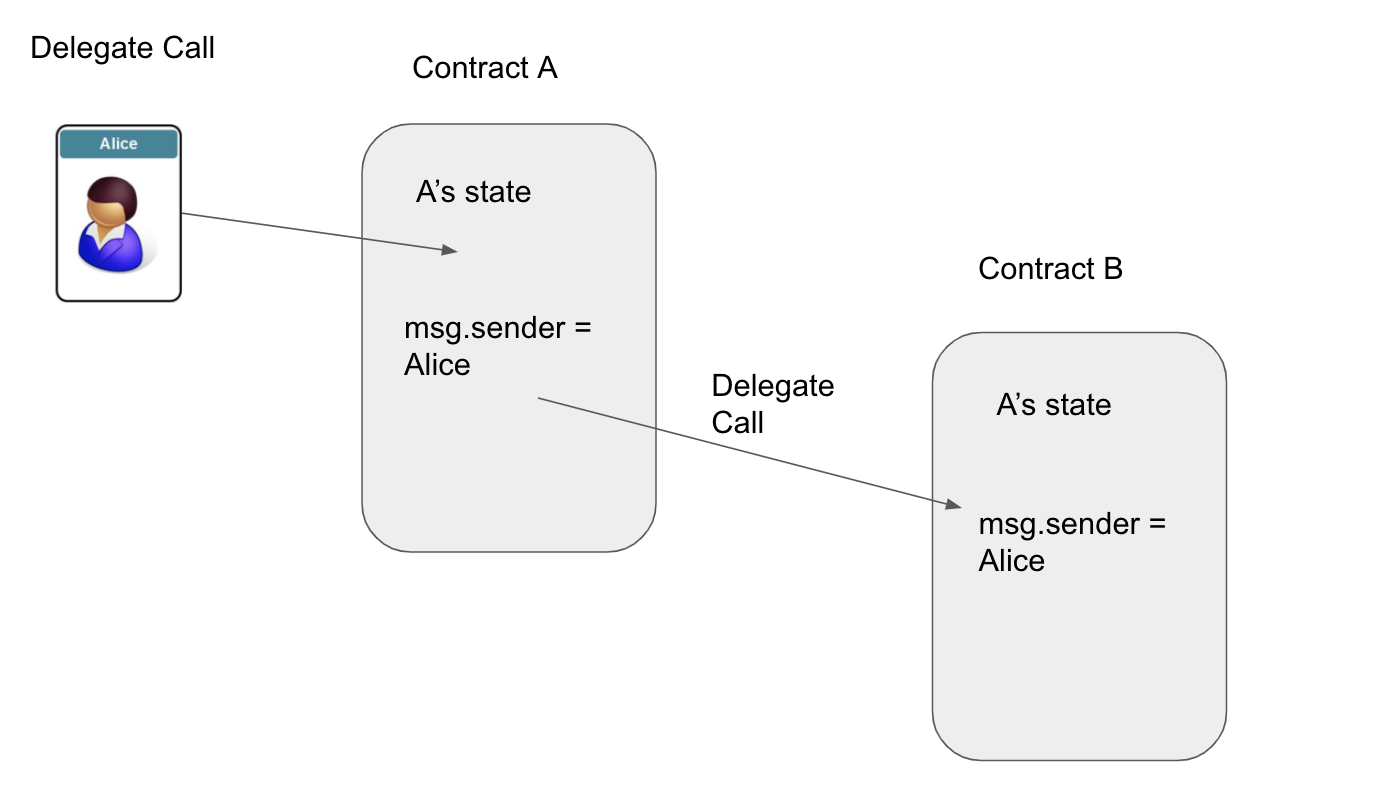 Delegate Call
Contract A
Alice
A’s state
msg.sender =
Alice
Delegate
Call
Contract B
A’s state
msg.sender =
Alice